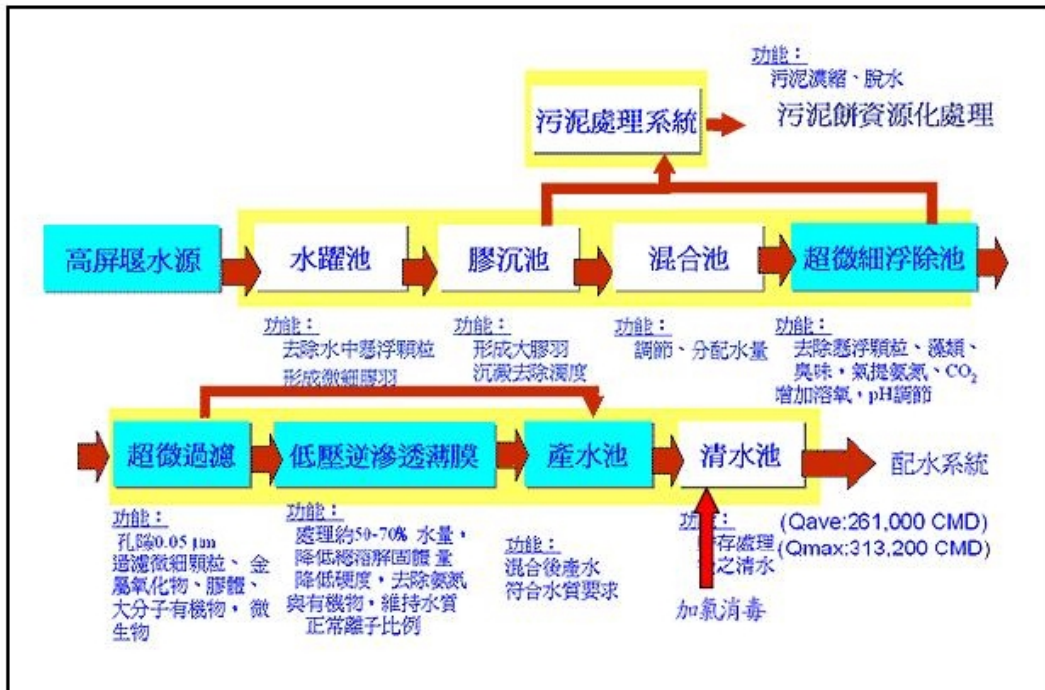 功能：
污泥濃縮、脫水
污泥處理系統
污泥餅資源化處理
高屏堰水源
水躍池
膠沉池
混合池
超微細浮除池
功能：
去除水中懸浮顆粒
形成微細膠羽
功能：
形成大膠羽
沉澱去除濁度
功能：
調節、分配水量
功能：
去除懸浮顆粒、藻類、
臭味，氣提氨氮、CO2
增加溶氧，pH調節
超微過濾
低壓逆滲透薄膜
產水池
清水池
配水系統
功能：
孔隙0.05 μm
過濾微細顆粒、金
屬氧化物、膠體、
大分子有機物，微
生物
功能：
處理約50-70% 水量，
降低總溶解固體量
降低硬度，去除氨氮
與有機物，維持水質
正常離子比例
功能：
混合後產水
符合水質要求
功能：
存處理
之清水
加氯消毒
(Qave:261,000 CMD)
(Qmax:313,200 CMD)